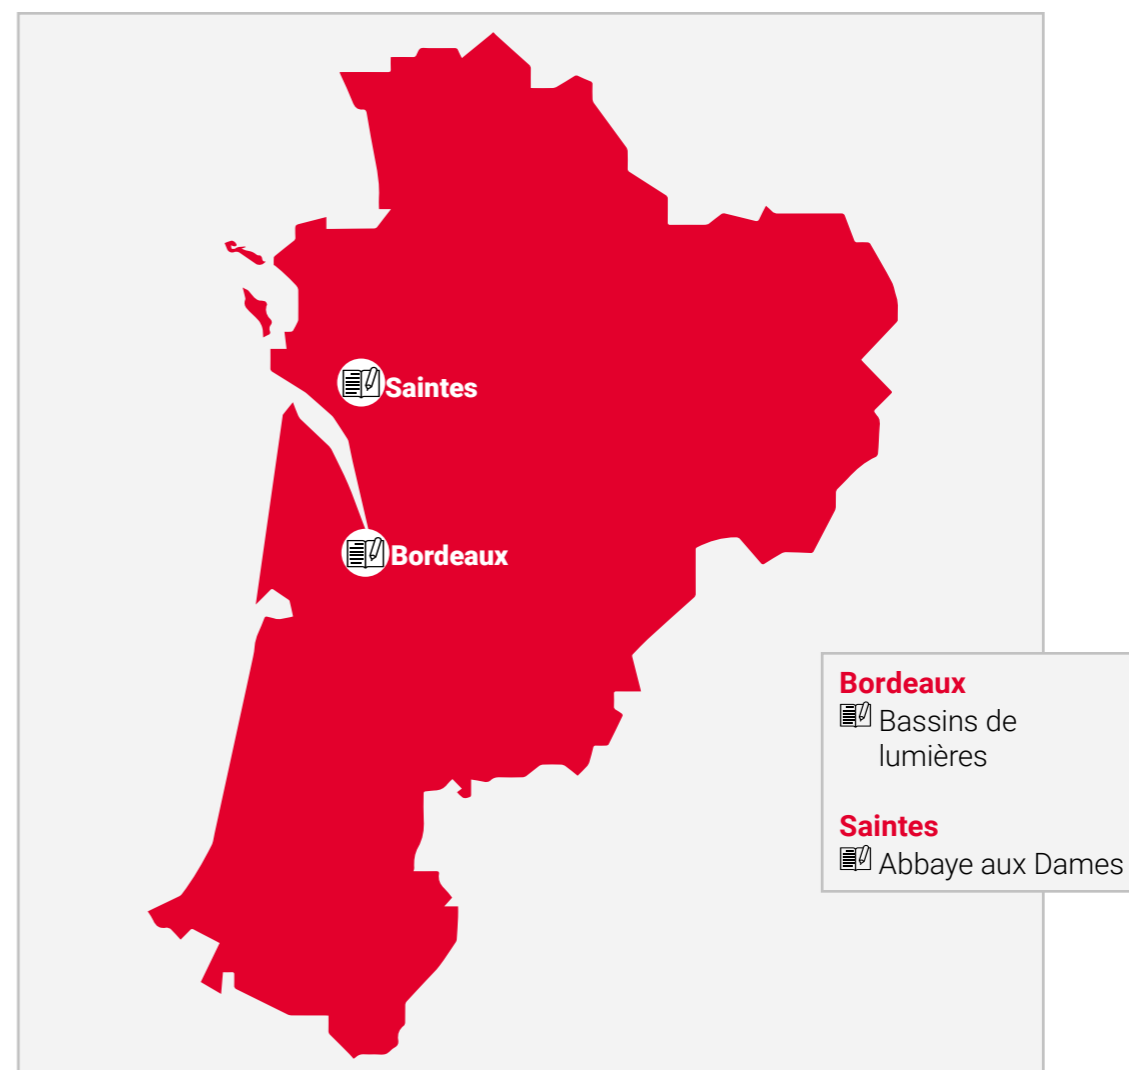 Saintes
Bordeaux
Bordeaux
Bassins de
lumières
Saintes
Abbaye aux Dames